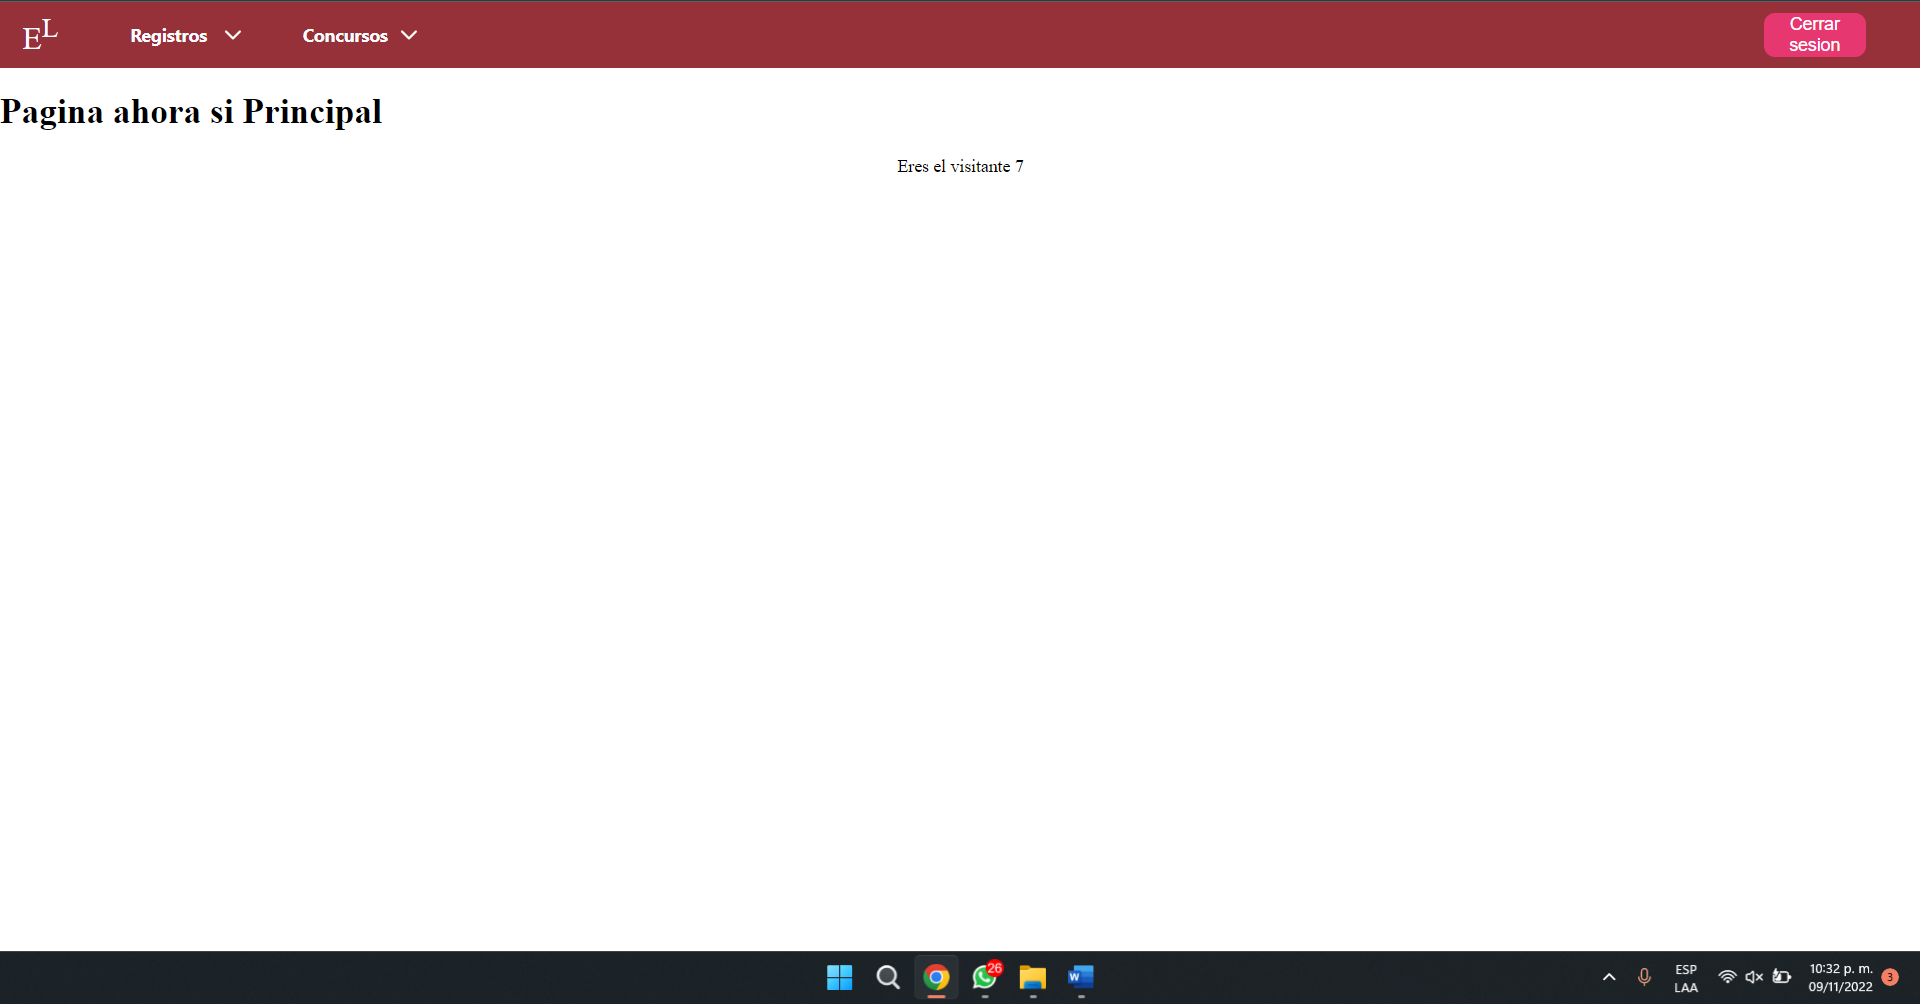 EL Registros Concursos Cerrar
sesion
Pagina ahora si Principal
Eres el visitante 7
26
W
ESP
LAA
10:32 p. m.
09/11/2022
3